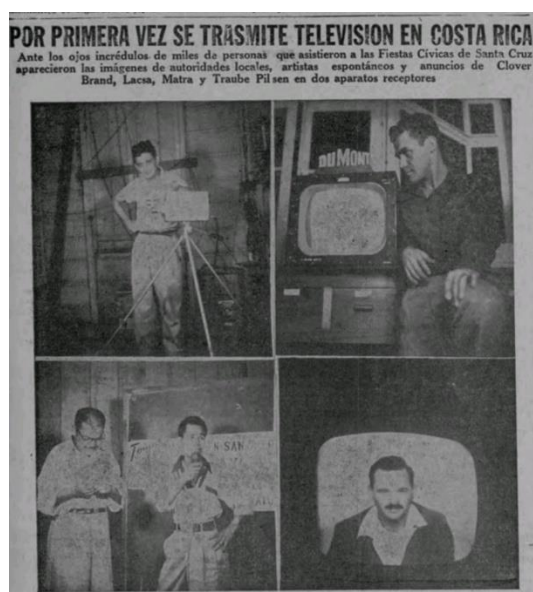 POR PRIMERA VEZ SE TRASMITE TELEVISION EN COSTA RICA
Ante los ojos incrédulos de miles de personas que asistieron a las Fiestas Cívicas de Santa Cruz
aparecieron las imágenes de autoridades locales, artistas espontáneos y anuncios de Clover
Brand, Lacsa, Matra y Traube Pilsen en dos aparatos receptores
DUMONT
SAN